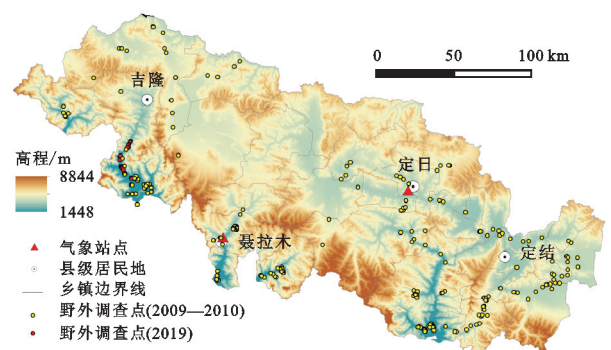 0 50 100 km
吉隆
定日
高程/m
8844
1448
聂拉木
定结
气象站点
县级居民地
乡镇边界线
野外调查点(2009—2010)
野外调查点(2019)